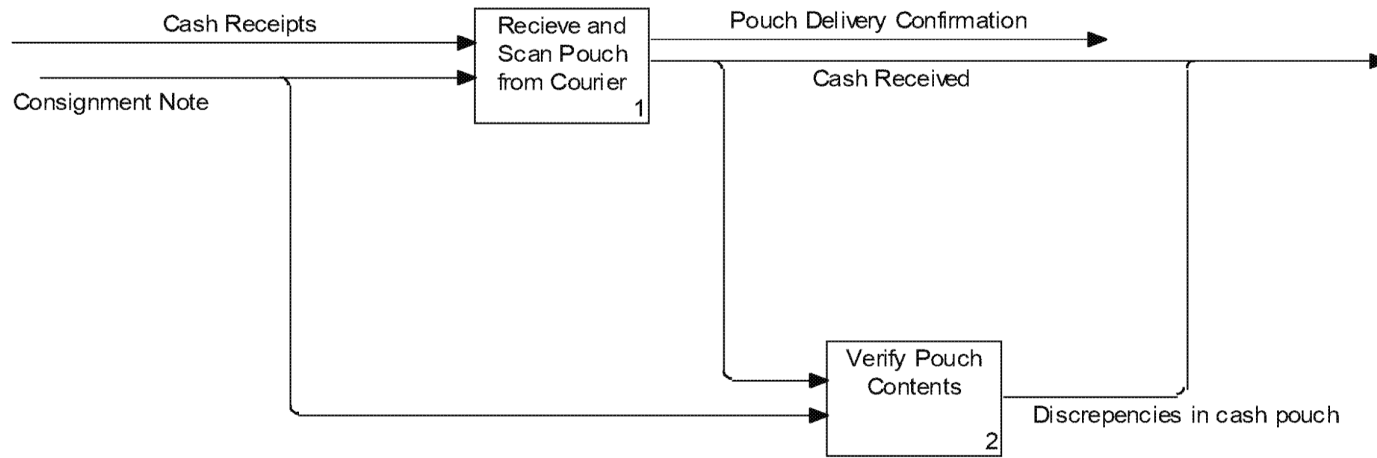 Cash Receipts
Recieve and
Scan Pouch
from Courier
1
Pouch Delivery Confirmation
Cash Received
Consignment Note
Verify Pouch
Contents
2
Discrepencies in cash pouch